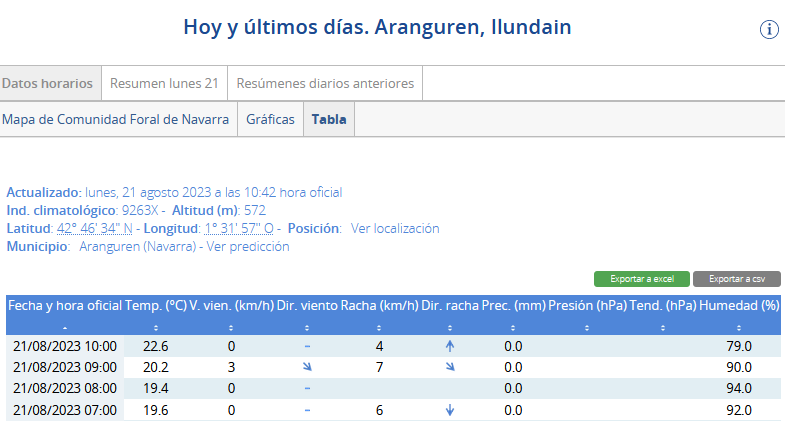 Hoy y últimos días. Aranguren, Ilundain
Datos horarios Resumen lunes 21 Resúmenes diarios anteriores
Mapa de Comunidad Foral de Navarra Gráficas Tabla
Actualizado: lunes, 21 agosto 2023 a las 10:42 hora oficial
Ind. climatológico: 9263X - Altitud (m): 572
Latitud: 42° 46' 34'' N - Longitud: 1° 31' 57'' O - Posición: Ver localización
Municipio: Aranguren (Navarra) - Ver predicción
Exportar a excel Exportar a csv
Fecha y hora oficial Temp. (ºC) V. vien. (km/h) Dir. viento Racha (km/h) Dir. racha Prec. (mm) Presión (hPa) Tend. (hPa) Humedad (%)
21/08/2023 10:00 22.6 0 4 0.0 79.0
21/08/2023 09:00 20.2 3 7 0.0 90.0
21/08/2023 08:00 19.4 0.0 94.0
21/08/2023 07:00 19.6 0 6 0.0 92.0